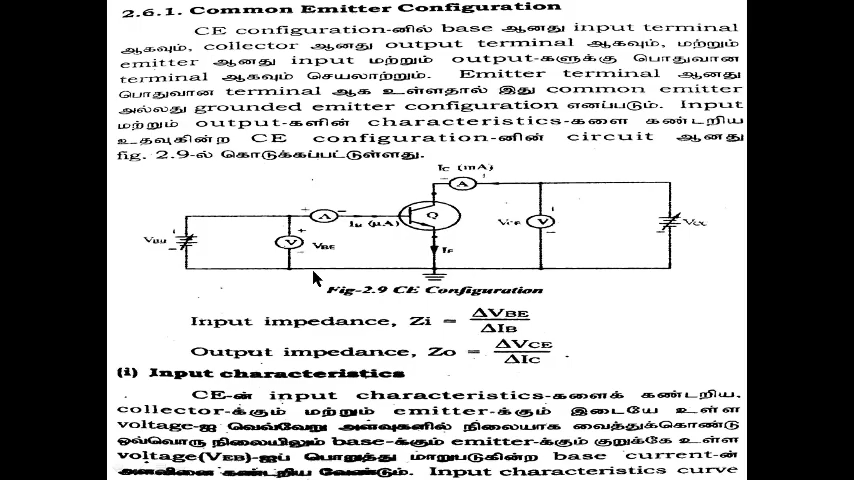 2.6.1. Common Emitter Configuration
CE configuration-னில் base ஆனது input terminal
ஆகவும், collector ஆனது output terminal ஆகவும், மற்றும்
emitter ஆனது input மற்றும் output-களுக்கு பொதுவான
terminal ஆகவும் செயலாற்றும். Emitter terminal ஆனது
பொதுவான terminal ஆக உள்ளதால் இது common emitter
அல்லது grounded emitter configuration எனப்படும். Input
மற்றும் output-களின் characteristics-களை கண்டறிய
உதவுகின்ற CE configuration-னின் circuit ஆனது
fig. 2.9-ல் கொடுக்கப்பட்டுள்ளது.
IC (mA)
A
A
IB (μA)
Q
VCE
V
VCC
VBB
V
VBE
IE
Fig-2.9 CE Configuration
Input impedance, Zi = ΔVBE / ΔIB
Output impedance, Zo = ΔVCE / ΔIC .
(i) Input characteristics
CE-ன் input characteristics-களைக் கண்டறிய,
collector-க்கும் மற்றும் emitter-க்கும் இடையே உள்ள
voltage-ஐ வெவ்வேறு அளவுகளில் நிலையாக வைத்துக்கொண்டு
ஒவ்வொரு நிலையிலும் base-க்கும் emitter-க்கும் குறுக்கே உள்ள
voltage(VEB)-ஐப் பொறுத்து மாறுபடுகின்ற base current-ன்
அளவினை கண்டறிய வேண்டும். Input characteristics curve